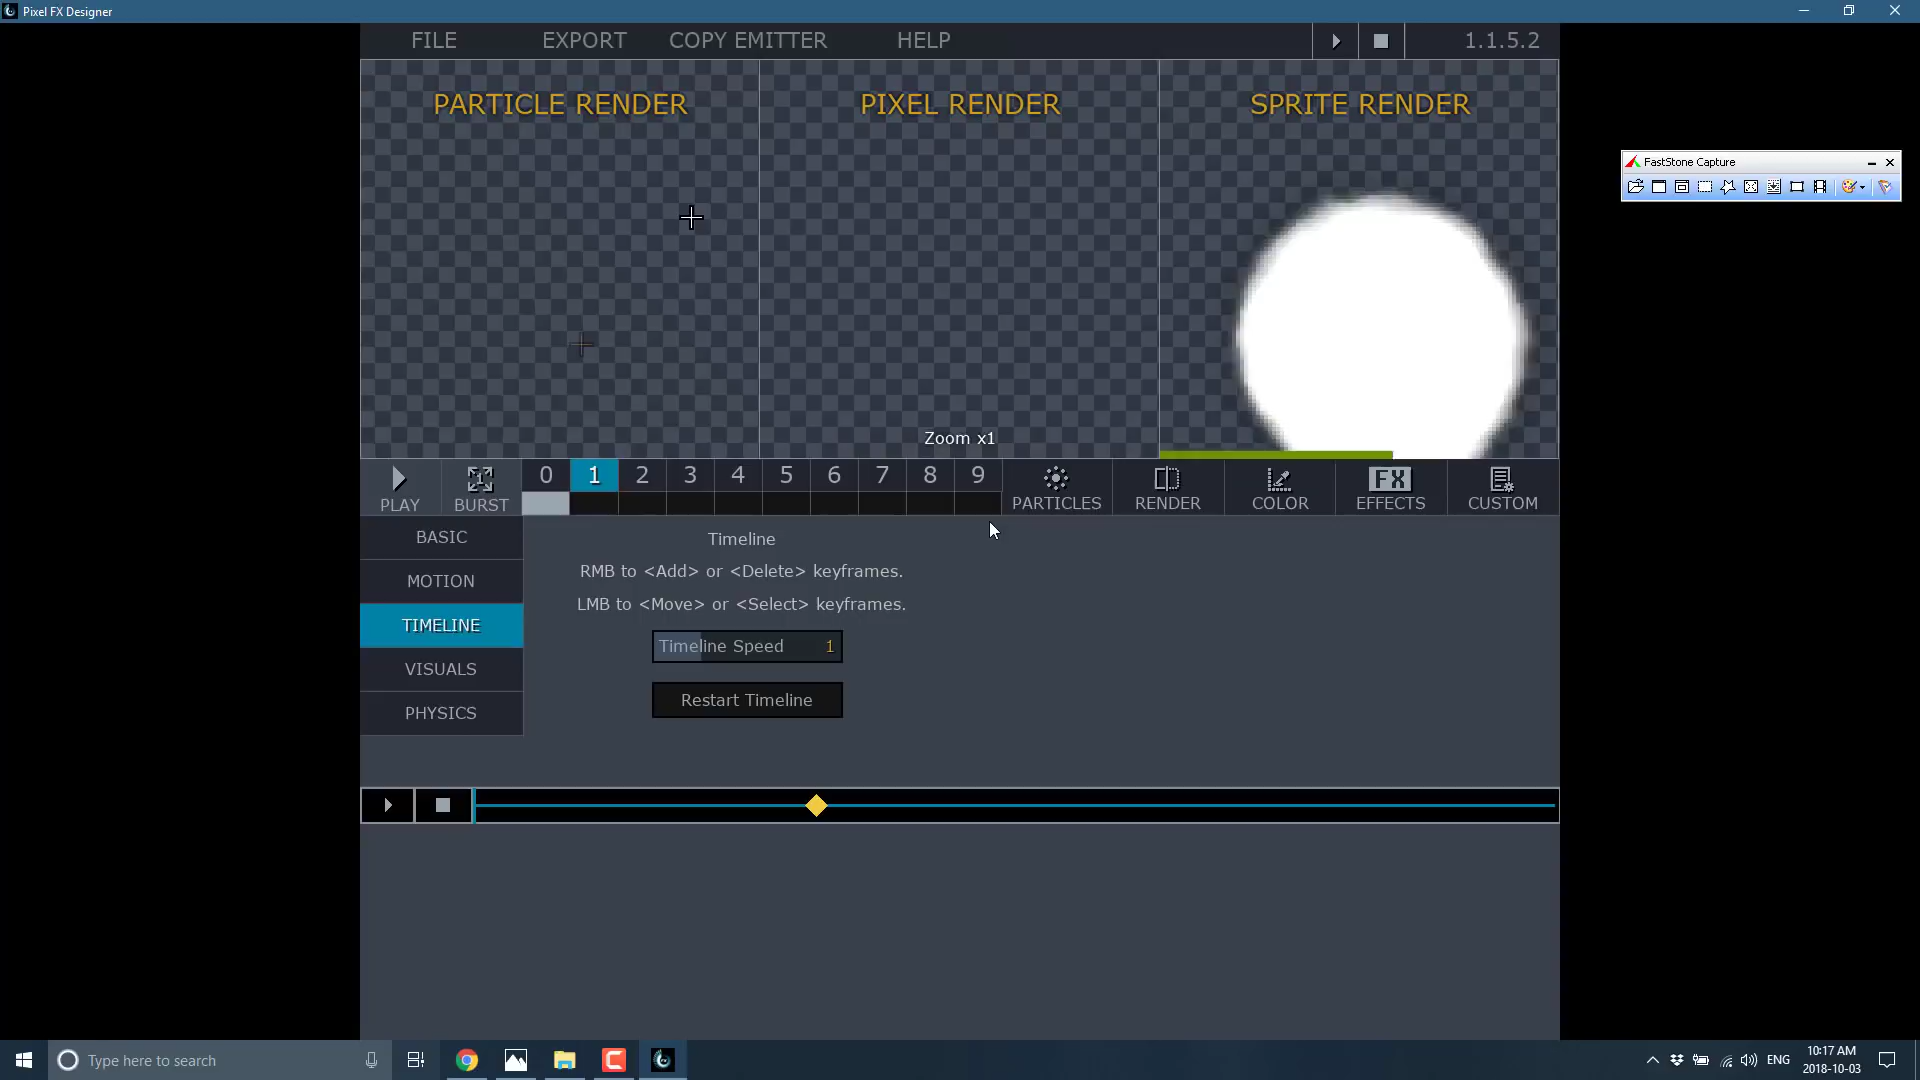 Pixel FX Designer
FILE EXPORT COPY EMITTER HELP 1.1.5.2
PARTICLE RENDER PIXEL RENDER SPRITE RENDER
FastStone Capture
Zoom x1
0 1 2 3 4 5 6 7 8 9
PLAY BURST PARTICLES RENDER COLOR FX EFFECTS CUSTOM
BASIC
MOTION
TIMELINE
VISUALS
PHYSICS
Timeline
RMB to <Add> or <Delete> keyframes.
LMB to <Move> or <Select> keyframes.
Timeline Speed 1
Restart Timeline
Type here to search
ENG
10:17 AM
2018-10-03